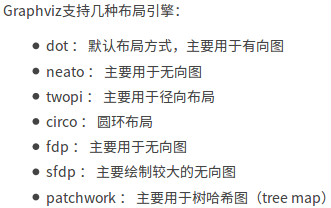 Graphviz支持几种布局引擎：
● dot ： 默认布局方式，主要用于有向图
● neato ： 主要用于无向图
● twopi ： 主要用于径向布局
● circo ： 圆环布局
● fdp ： 主要用于无向图
● sfdp ： 主要绘制较大的无向图
● patchwork ： 主要用于树哈希图（tree map）